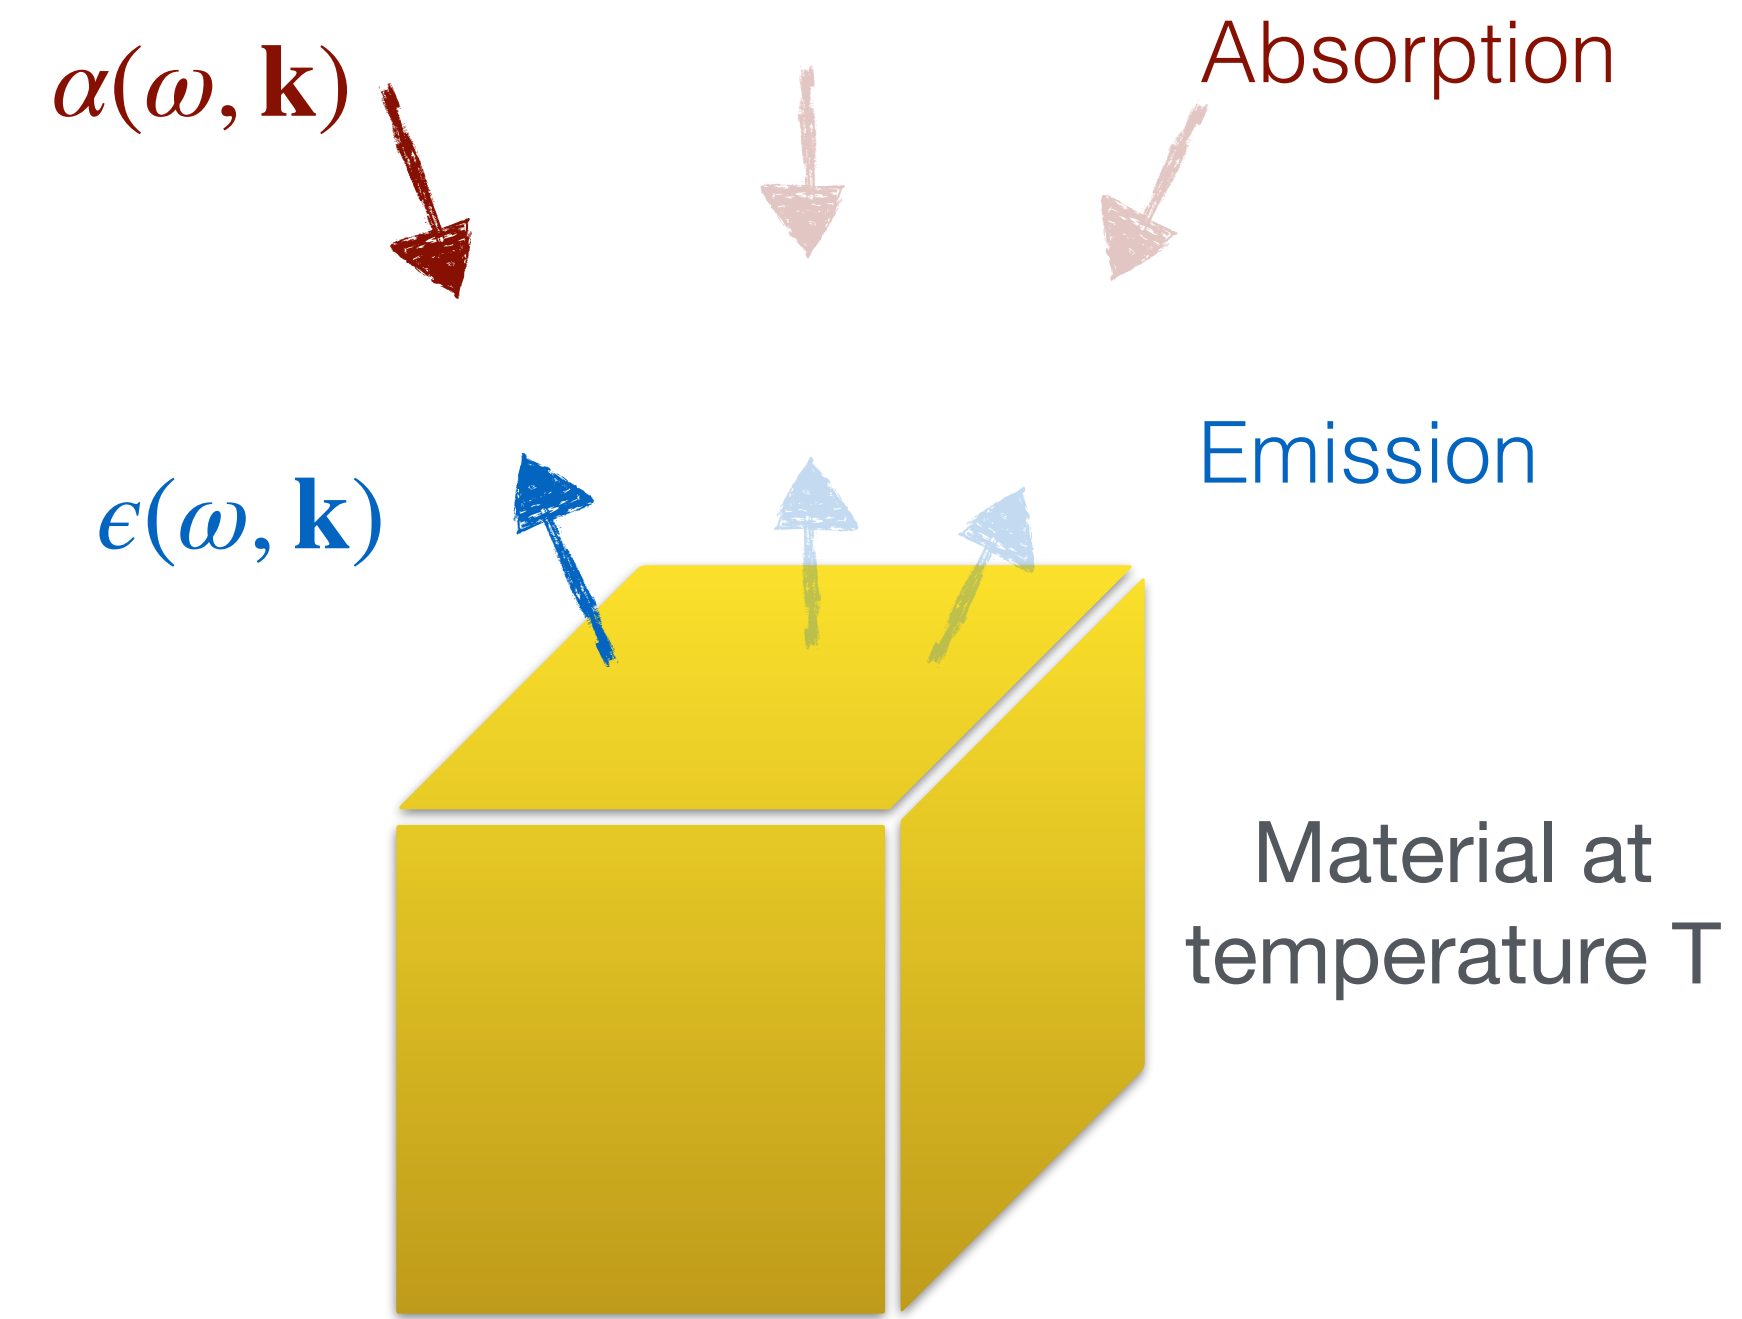 α(ω, k)
Absorption
Emission
ϵ(ω, k)
Material at
temperature T